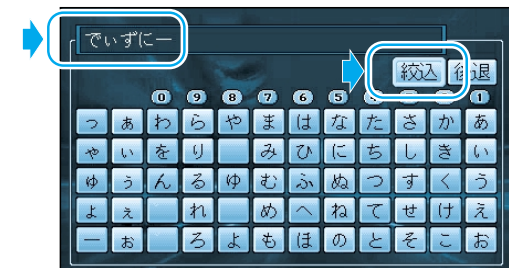 でぃずにー
絞込 後退
0 9 8 7 6 5 1
っ ぁ わ ら や ま は な た さ か あ
ゃ ぃ を り み ひ に ち し き い
ゅ ぅ ん る ゆ む ふ ぬ つ す く う
ょ ぇ れ め へ ね て せ け え
ー ぉ ろ よ も ほ の と そ こ お